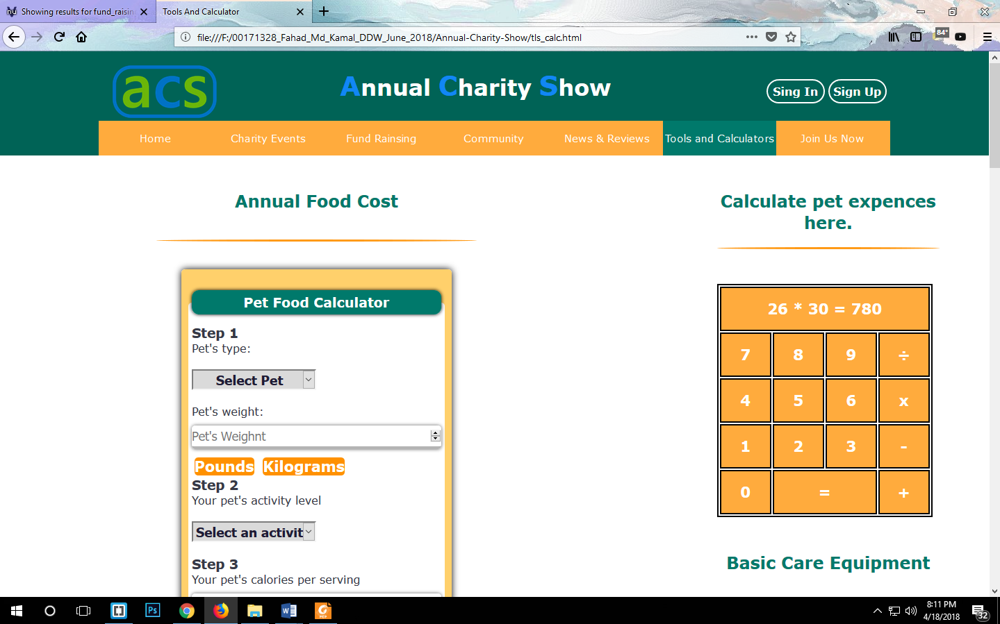 Showing results for fund_raisin
Tools And Calculator
file:///F:/00171328_Fahad_Md_Kamal_DDW_June_2018/Annual-Charity-Show/tls_calc.html
84°
acs
Annual Charity Show
Sing In
Sign Up
Home
Charity Events
Fund Rainsing
Community
News & Reviews
Tools and Calculators
Join Us Now
Annual Food Cost
Calculate pet expences
here.
Pet Food Calculator
Step 1
Pet's type:
Select Pet
Pet's weight:
Pet's Weighnt
Pounds Kilograms
Step 2
Your pet's activity level
Select an activit
Step 3
Your pet's calories per serving
26 * 30 = 780
7 8 9 ÷
4 5 6 x
1 2 3 -
0 = +
Basic Care Equipment
Ps
W
PDF
8:11 PM
4/18/2018
32